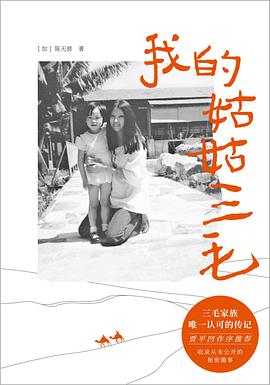 [加] 陈天慈 著
我的姑姑三毛
三毛家族
唯一认可的传记
贾平凹作序推荐
收录从未公开的
秘密趣事